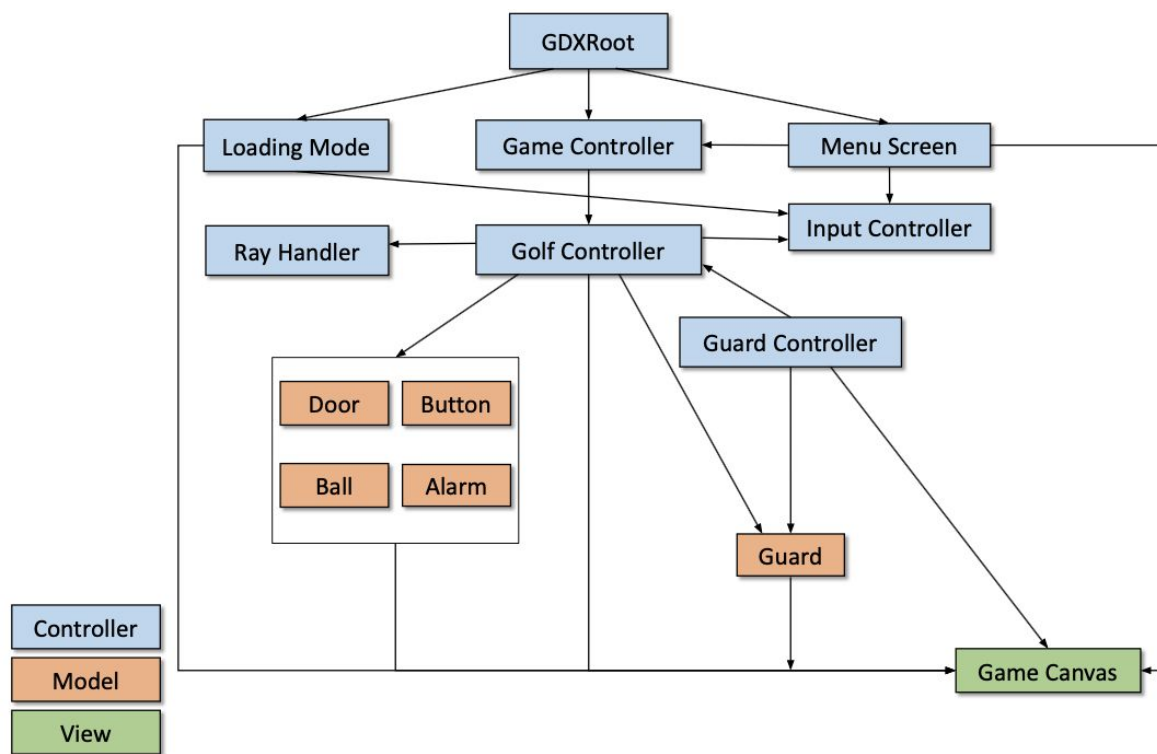 GDXRoot
Loading Mode
Game Controller
Menu Screen
Input Controller
Ray Handler
Golf Controller
Guard Controller
Door
Button
Ball
Alarm
Guard
Controller
Model
Game Canvas
View